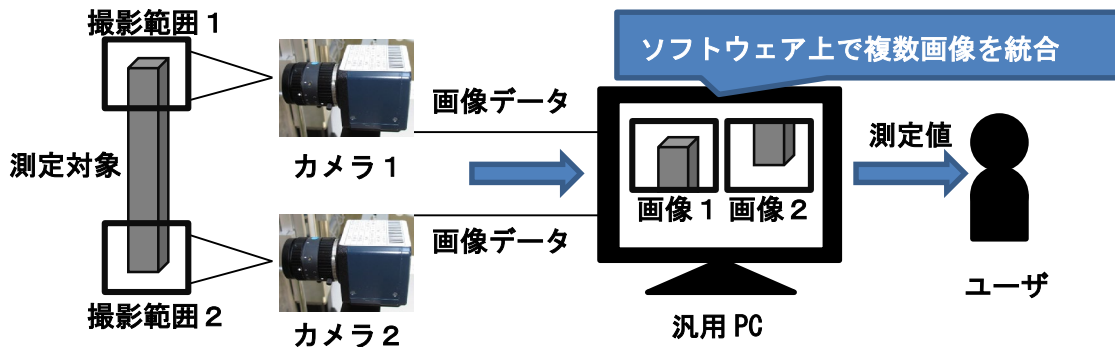 撮影範囲1
ソフトウェア上で複数画像を統合
画像データ
測定値
測定対象
カメラ1
画像1
画像2
画像データ
撮影範囲2
カメラ2
汎用PC
ユーザ